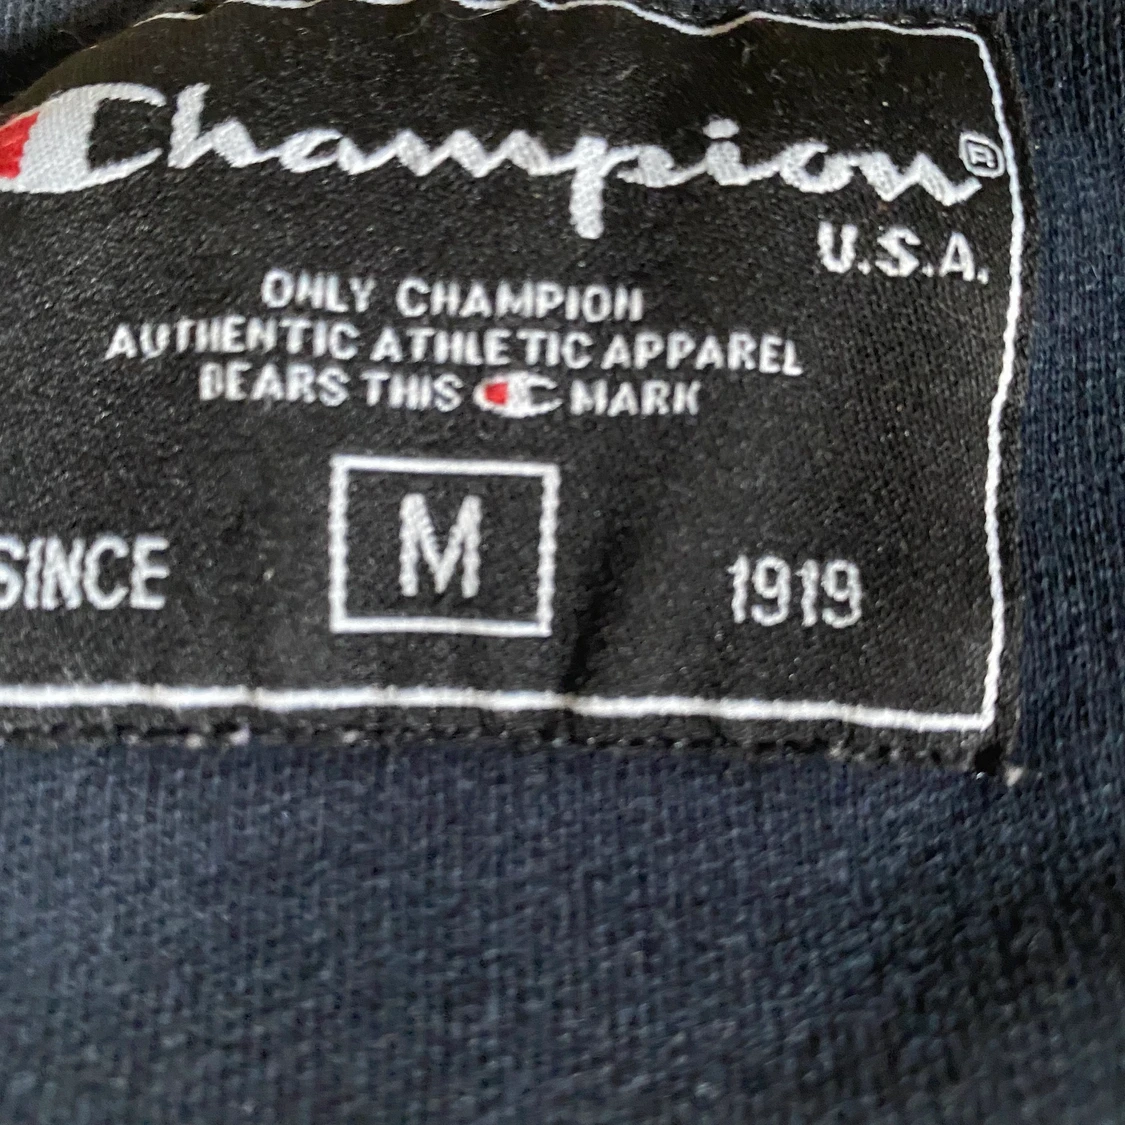 Champion®
U.S.A.
ONLY CHAMPION
AUTHENTIC ATHLETIC APPAREL
BEARS THIS C MARK
M
SINCE 1919